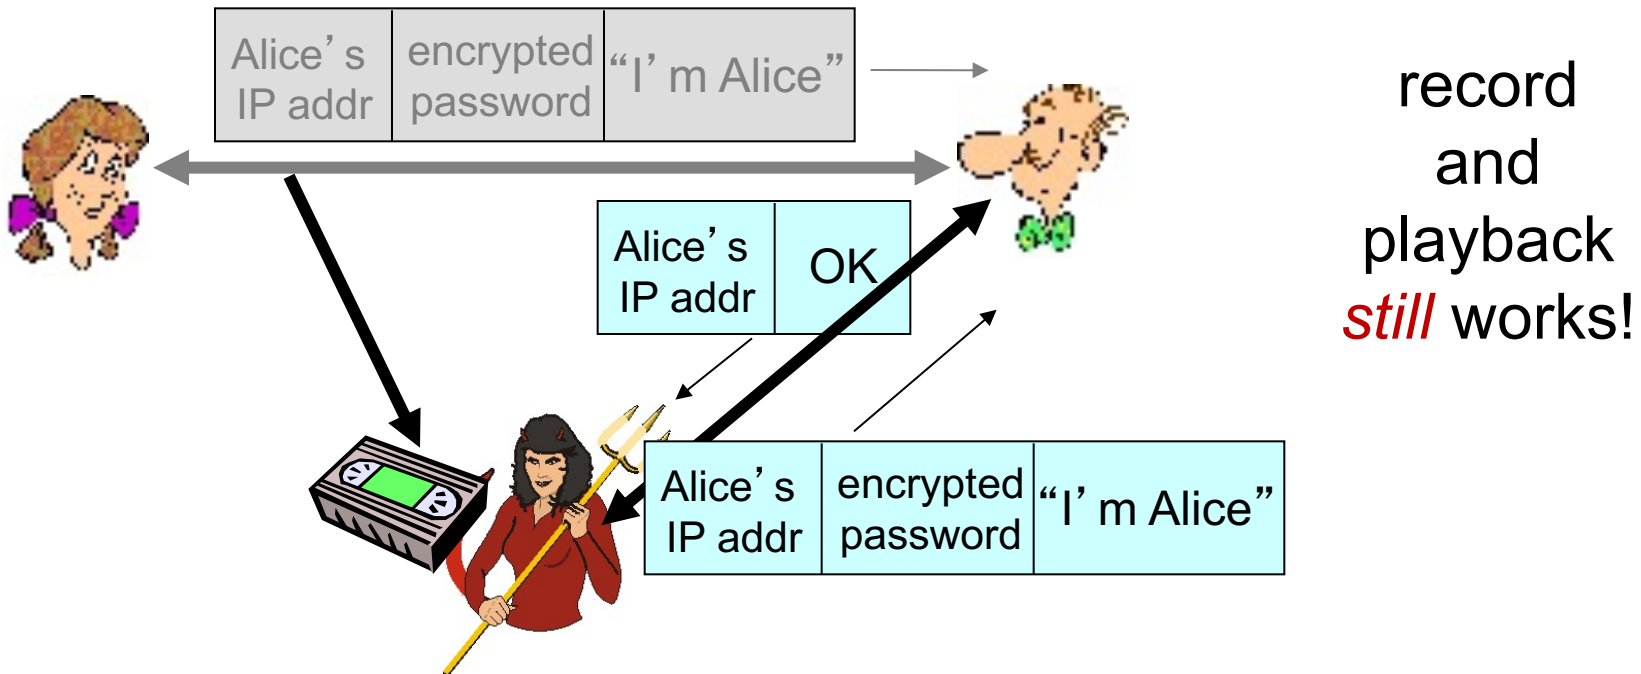 Alice’s
IP addr
encrypted
password
“I’m Alice”
record
and
playback
still works!
Alice’s
IP addr
OK
Alice’s
IP addr
encrypted
password
“I’m Alice”